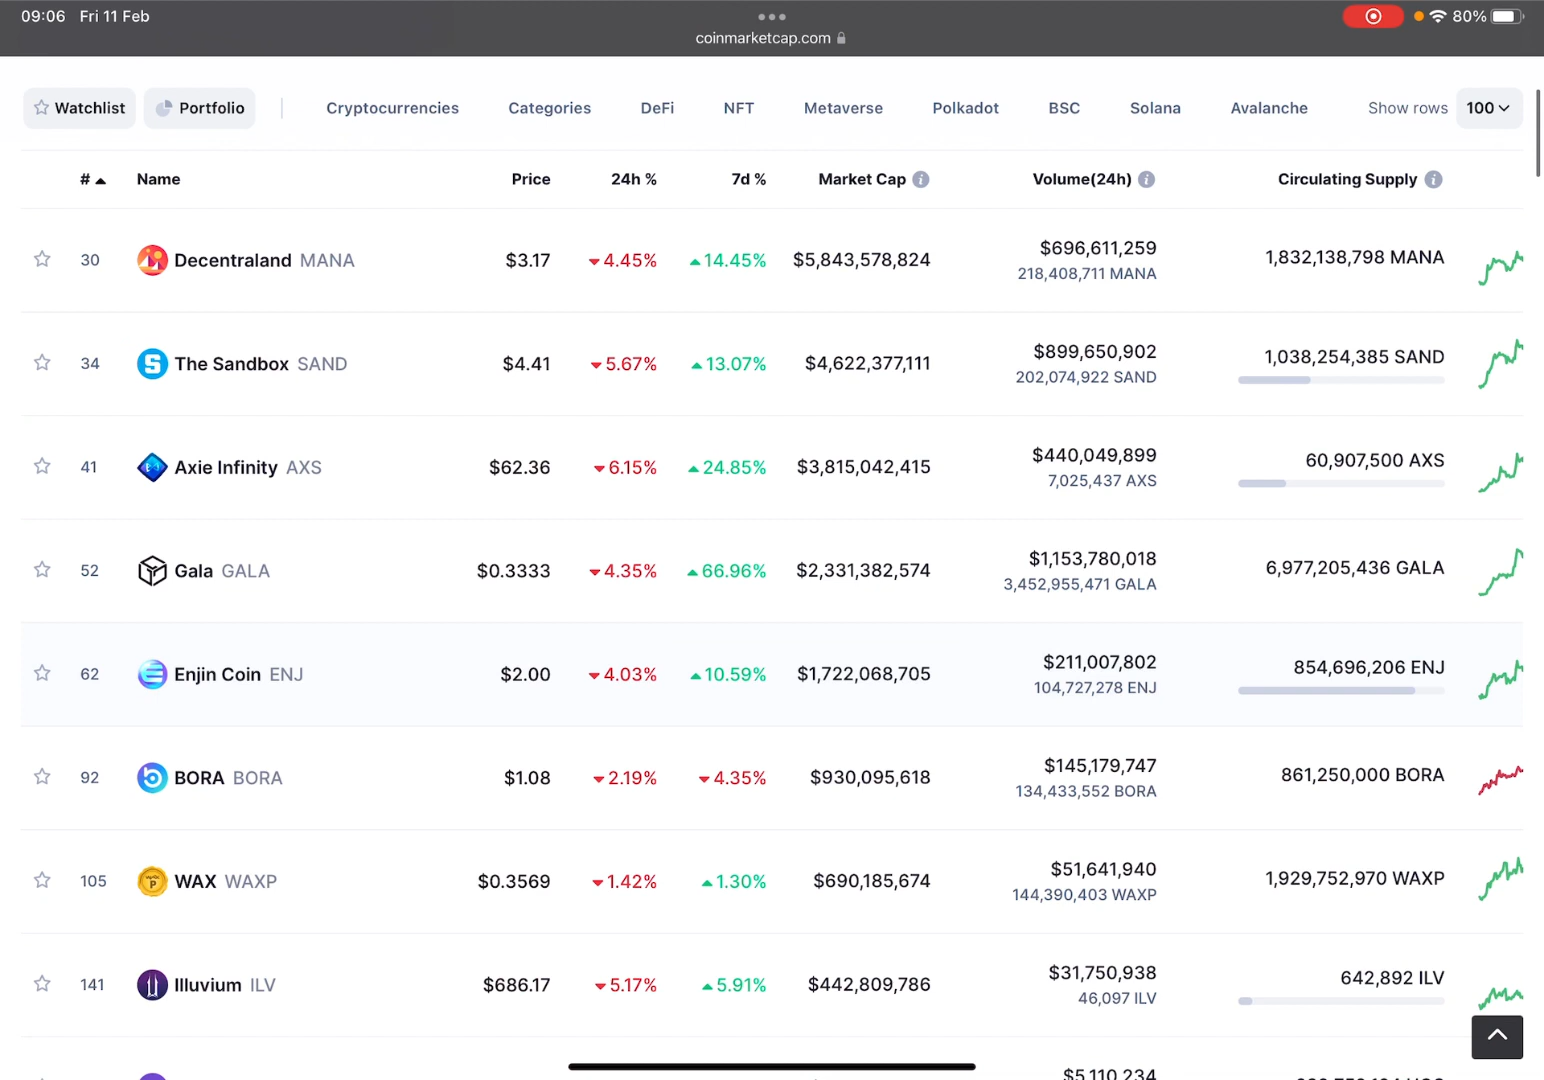 09:06 Fri 11 Feb
80%
coinmarketcap.com
Watchlist Portfolio Cryptocurrencies Categories DeFi NFT Metaverse Polkadot BSC Solana Avalanche Show rows 100
# Name Price 24h % 7d % Market Cap Volume(24h) Circulating Supply
30 Decentraland MANA $3.17 4.45% 14.45% $5,843,578,824 $696,611,259 1,832,138,798 MANA
218,408,711 MANA
34 The Sandbox SAND $4.41 5.67% 13.07% $4,622,377,111 $899,650,902 1,038,254,385 SAND
202,074,922 SAND
41 Axie Infinity AXS $62.36 6.15% 24.85% $3,815,042,415 $440,049,899 60,907,500 AXS
7,025,437 AXS
52 Gala GALA $0.3333 4.35% 66.96% $2,331,382,574 $1,153,780,018 6,977,205,436 GALA
3,452,955,471 GALA
62 Enjin Coin ENJ $2.00 4.03% 10.59% $1,722,068,705 $211,007,802 854,696,206 ENJ
104,727,278 ENJ
92 BORA BORA $1.08 2.19% 4.35% $930,095,618 $145,179,747 861,250,000 BORA
134,433,552 BORA
105 WAX WAXP $0.3569 1.42% 1.30% $690,185,674 $51,641,940 1,929,752,970 WAXP
144,390,403 WAXP
141 Illuvium ILV $686.17 5.17% 5.91% $442,809,786 $31,750,938 642,892 ILV
46,097 ILV
$5,110,234